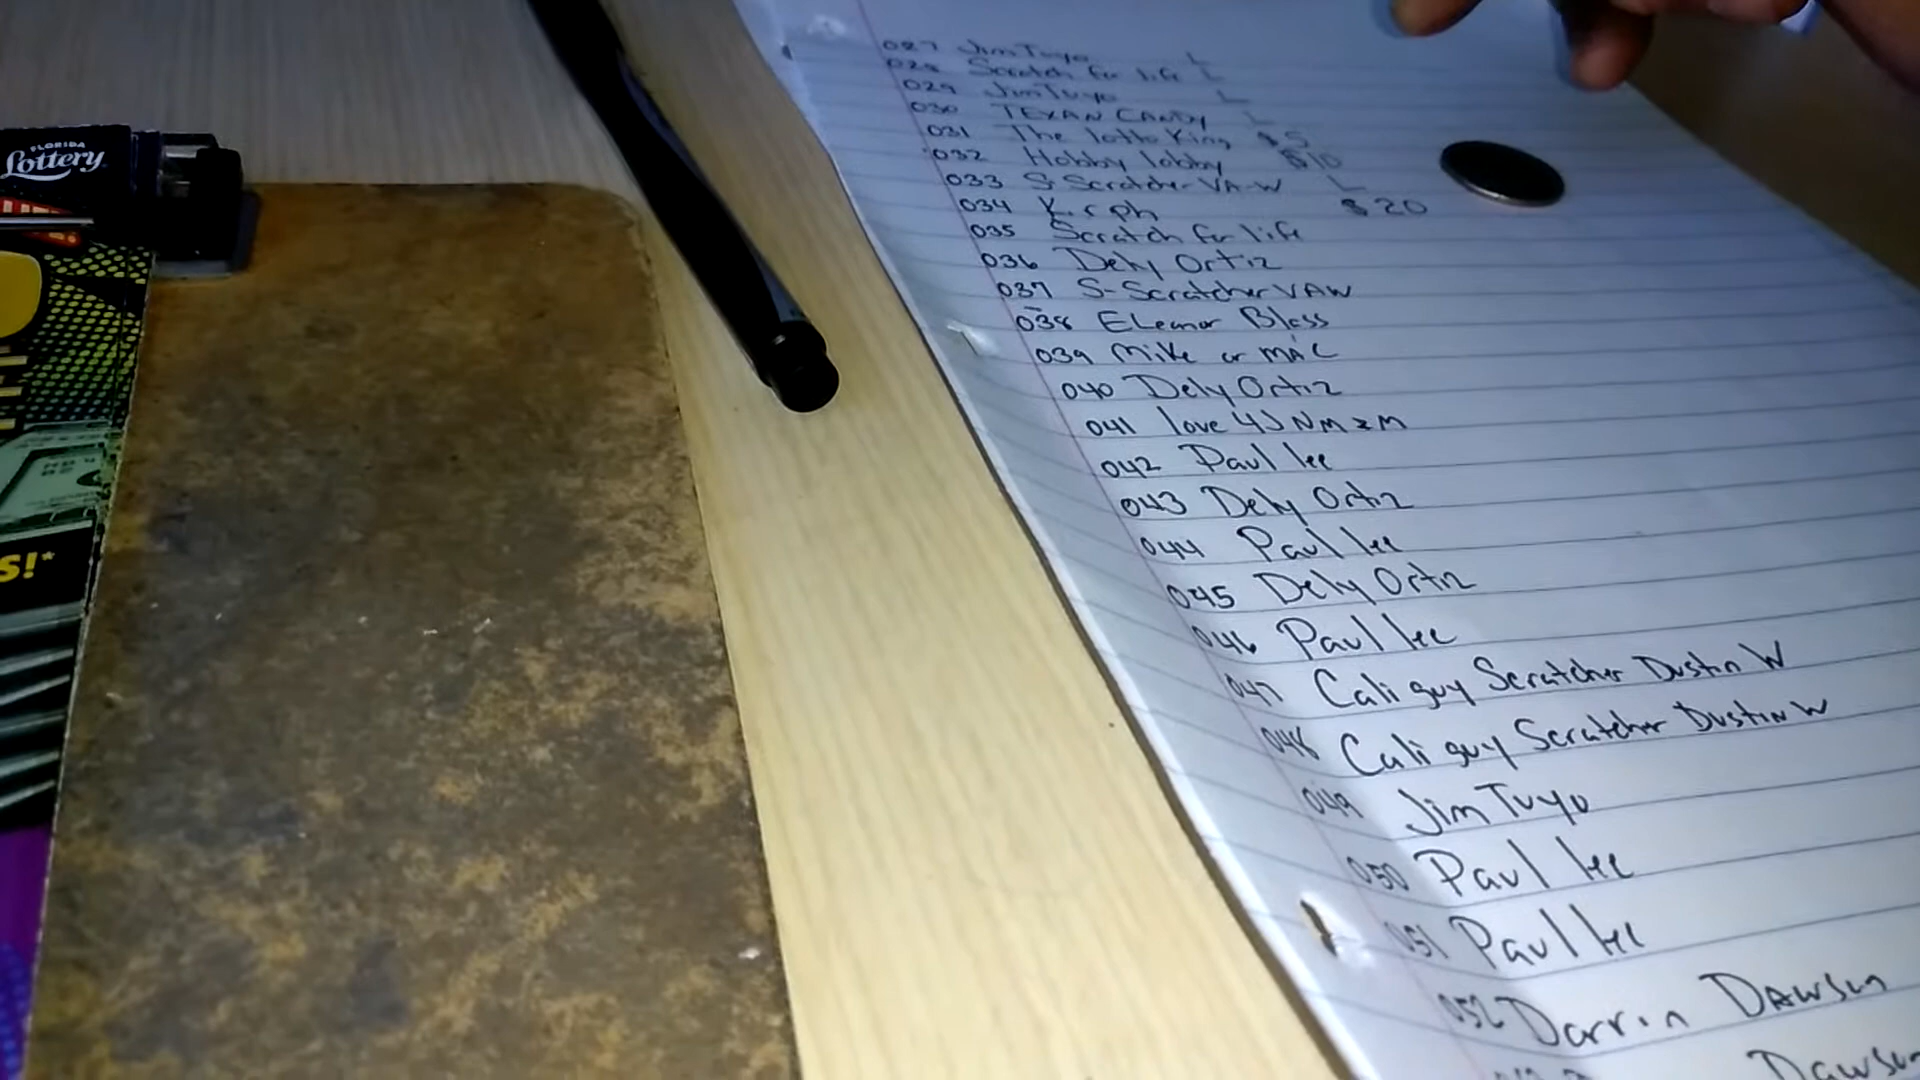 FLORIDA
Lottery
S!*
027 Jim Tuyo L
028 Scratch for life L
029 Jim Tuyo L
030 TEXAN CANDY L
031 The lotto King $5
032 Hobby lobby $10
033 S-Scratcher VA-W L
034 K.rph $20
035 Scratch for life
036 Dely Ortiz
037 S-Scratcher VAW
038 ELeanor Bless
039 Mike or MAC
040 Dely Ortiz
041 love 4J NM&M
042 Paul lee
043 Dely Ortiz
044 Paul lee
045 Dely Ortiz
046 Paul lee
047 Cali guy Scratcher Dustin W
048 Cali guy Scratcher Dustin W
049 Jim Tuyo
050 Paul lee
051 Paul lee
052 Darrin Dawson
Dawson